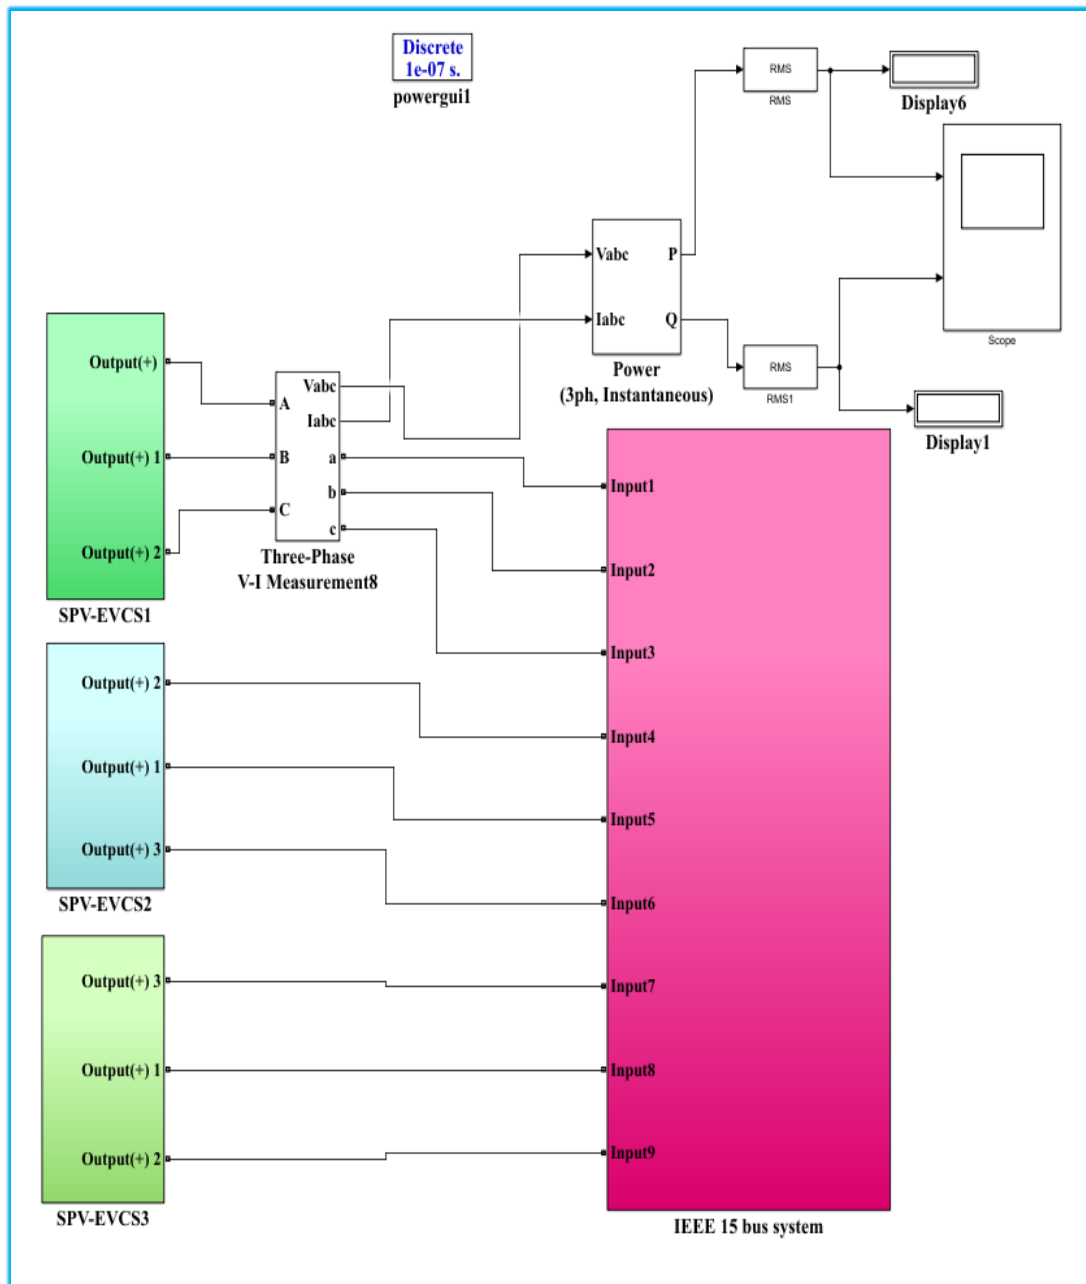 Discrete
1e-07 s.
powergui1
RMS
RMS
Display6
Scope
Vabc
P
Iabc
Q
Power
(3ph, Instantaneous)
RMS
RMS1
Display1
Output(+)
Output(+) 1
Output(+) 2
SPV-EVCS1
Vabc
Iabc
A
B
C
a
b
c
Three-Phase
V-I Measurement8
Output(+) 2
Output(+) 1
Output(+) 3
SPV-EVCS2
Output(+) 3
Output(+) 1
Output(+) 2
SPV-EVCS3
Input1
Input2
Input3
Input4
Input5
Input6
Input7
Input8
Input9
IEEE 15 bus system